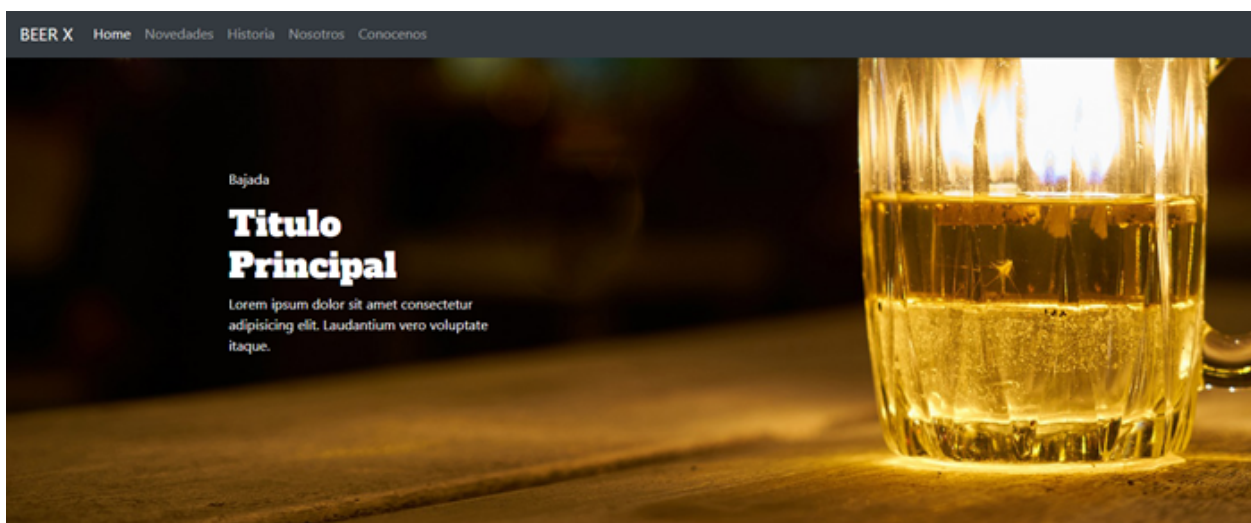 BEER X Home Novedades Historia Nosotros Conocenos
Bajada
Titulo
Principal
Lorem ipsum dolor sit amet consectetur
adipisicing elit. Laudantium vero voluptate
itaque.